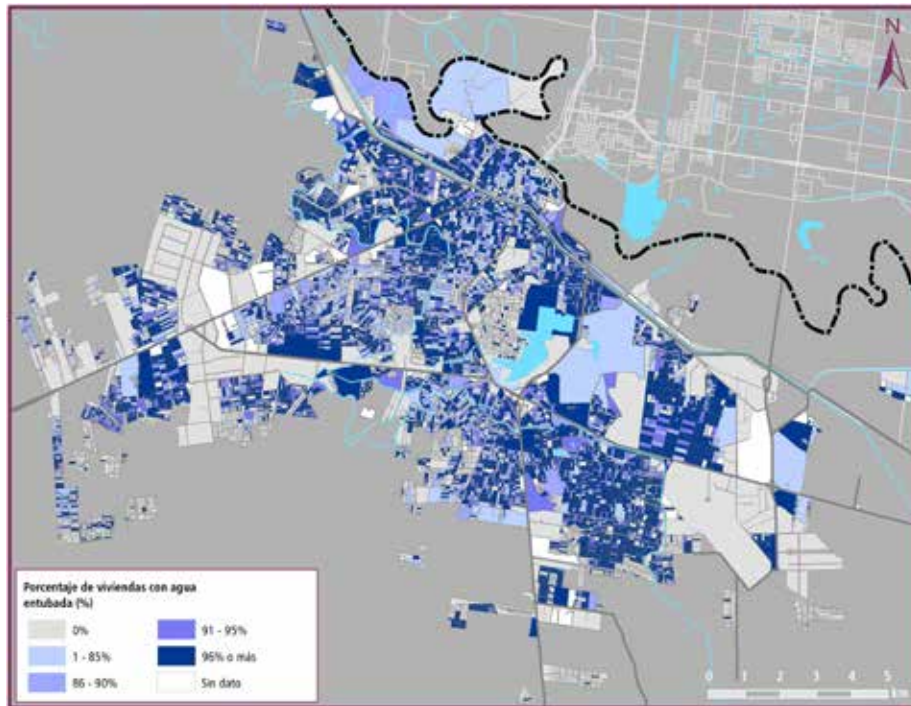 N
Porcentaje de viviendas con agua
entubada (%)
0%
1 - 85%
86 - 90%
91 - 95%
96% o más
Sin dato
0 1 2 3 4 5